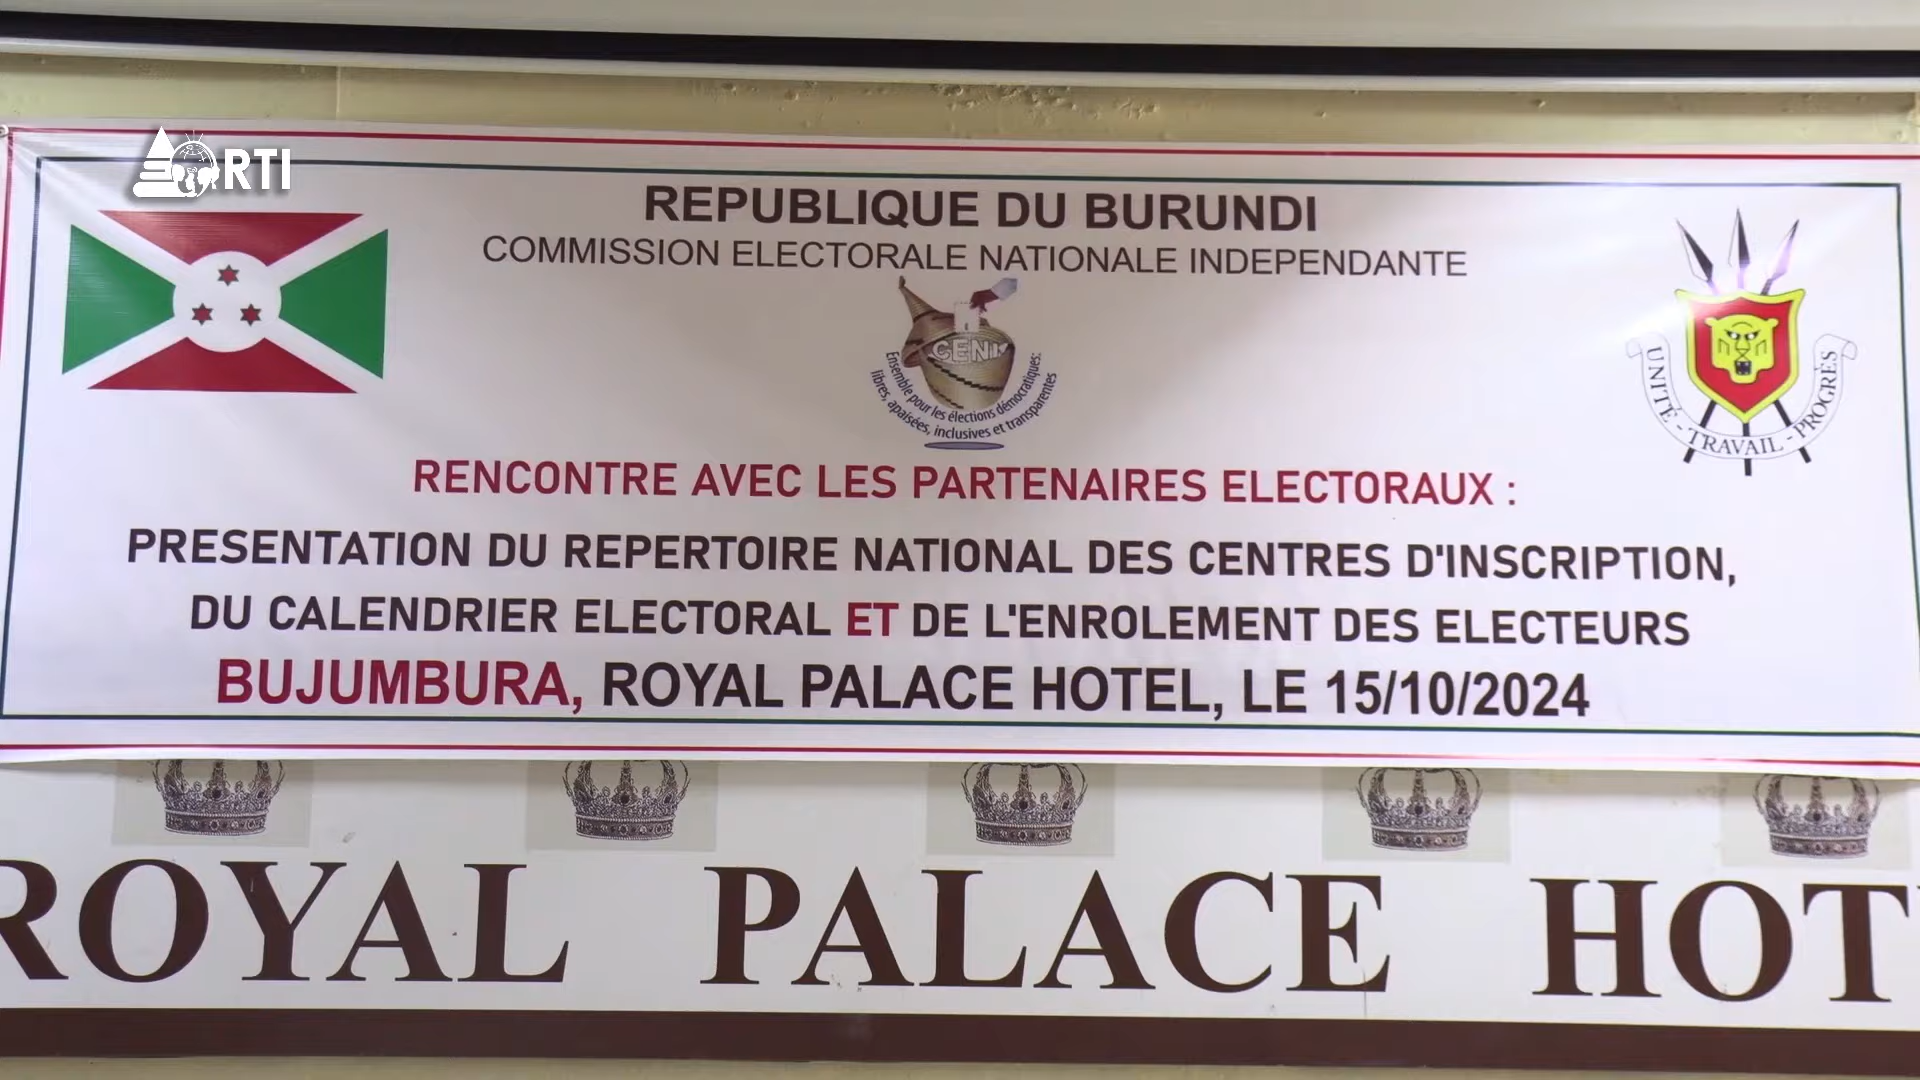 RTI
REPUBLIQUE DU BURUNDI
COMMISSION ELECTORALE NATIONALE INDEPENDANTE
CENI
Ensemble pour les élections démocratiques:
libres, apaisées, inclusives et transparentes
UNITE - TRAVAIL - PROGRES
RENCONTRE AVEC LES PARTENAIRES ELECTORAUX :
PRESENTATION DU REPERTOIRE NATIONAL DES CENTRES D'INSCRIPTION,
DU CALENDRIER ELECTORAL ET DE L'ENROLEMENT DES ELECTEURS
BUJUMBURA, ROYAL PALACE HOTEL, LE 15/10/2024
ROYAL PALACE HOT